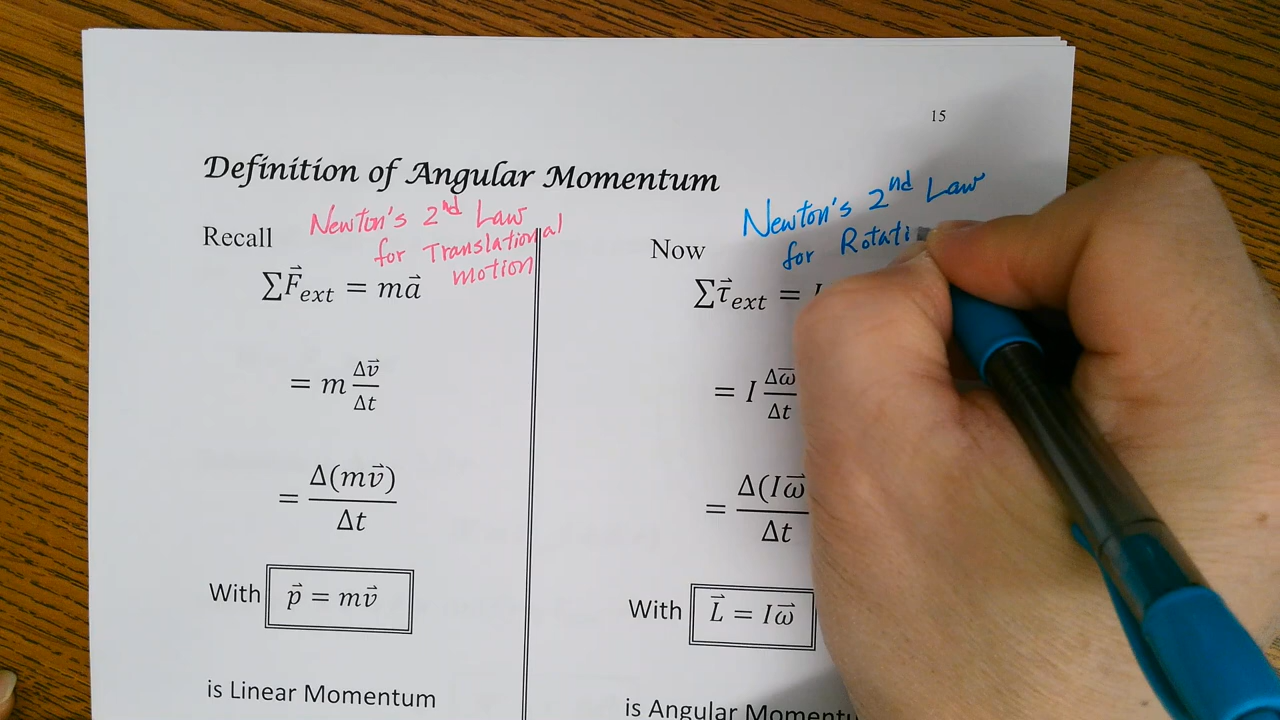 15
Definition of Angular Momentum
Recall
Newton's 2nd Law
for Translational
motion
∑F⃗ext = ma⃗
= m Δv⃗/Δt
= Δ(mv⃗)/Δt
With p⃗ = mv⃗
is Linear Momentum
Now
Newton's 2nd Law
for Rotati
∑τ⃗ext = I
= I Δω⃗/Δt
= Δ(Iω⃗/Δt
With L⃗ = Iω⃗
is Angular Momentu